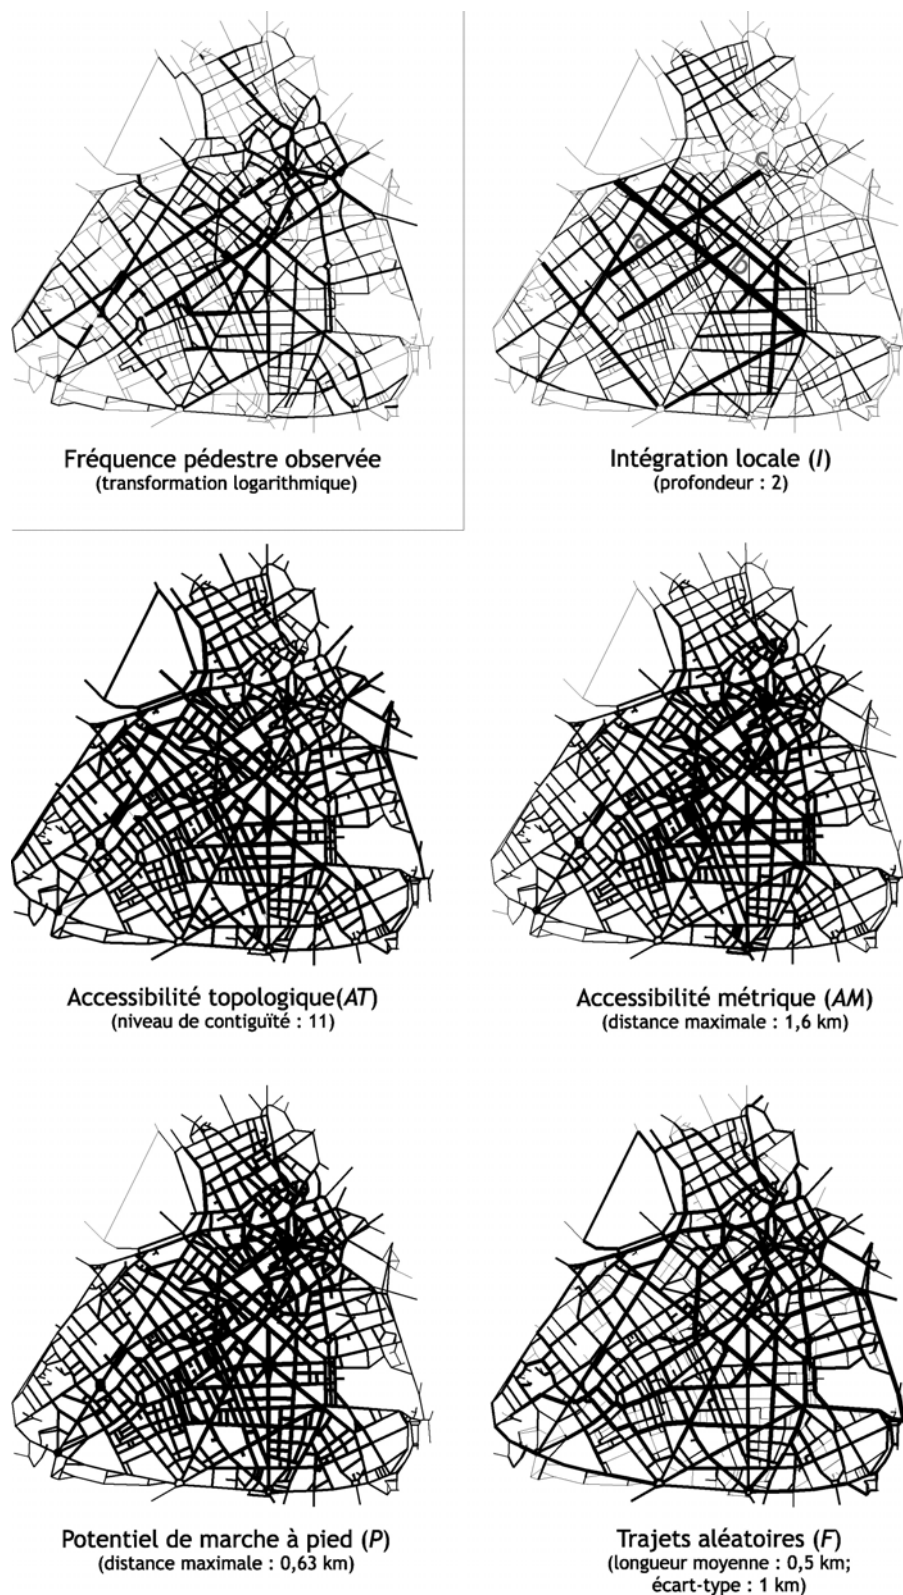 Fréquence pédestre observée
(transformation logarithmique)
a
b
c
Intégration locale (I)
(profondeur : 2)
Accessibilité topologique(AT)
(niveau de contiguïté : 11)
Accessibilité métrique (AM)
(distance maximale : 1,6 km)
Potentiel de marche à pied (P)
(distance maximale : 0,63 km)
Trajets aléatoires (F)
(longueur moyenne : 0,5 km;
écart-type : 1 km)